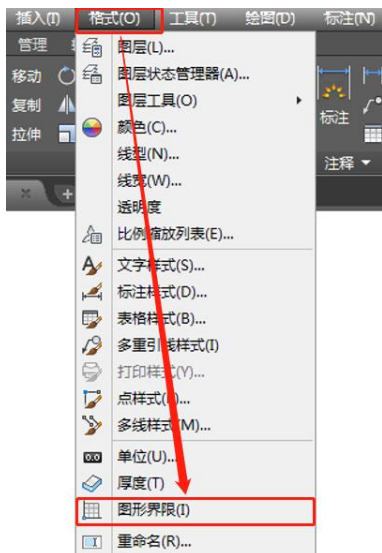 插入(I) 格式(O) 工具(T) 绘图(D) 标注(N)
管理
移动
复制
拉伸
标注
注释
图层(L)...
图层状态管理器(A)...
图层工具(O)
颜色(C)...
线型(N)...
线宽(W)...
透明度
比例缩放列表(E)...
文字样式(S)...
标注样式(D)...
表格样式(B)...
多重引线样式(I)
打印样式(Y)...
点样式
多线样式(M)...
0.0 单位(U)...
厚度(T)
图形界限(I)
重命名(R)...